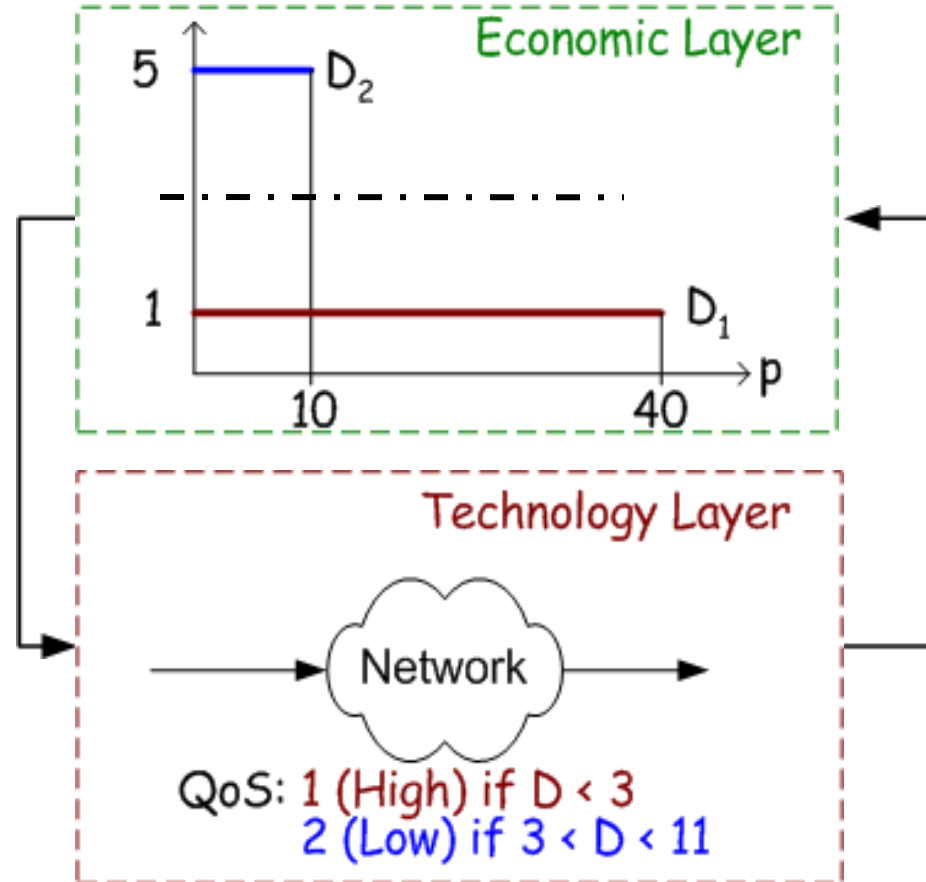 Economic Layer
5
D₂
1
D₁
p
10
40
Technology Layer
Network
QoS: 1 (High) if D < 3
2 (Low) if 3 < D < 11